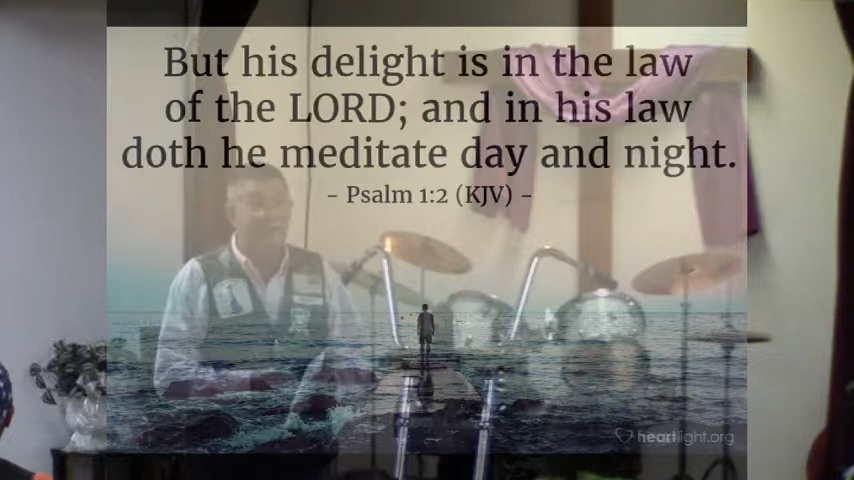 But his delight is in the law
of the LORD; and in his law
doth he meditate day and night.
- Psalm 1:2 (KJV) -
heartlight.org